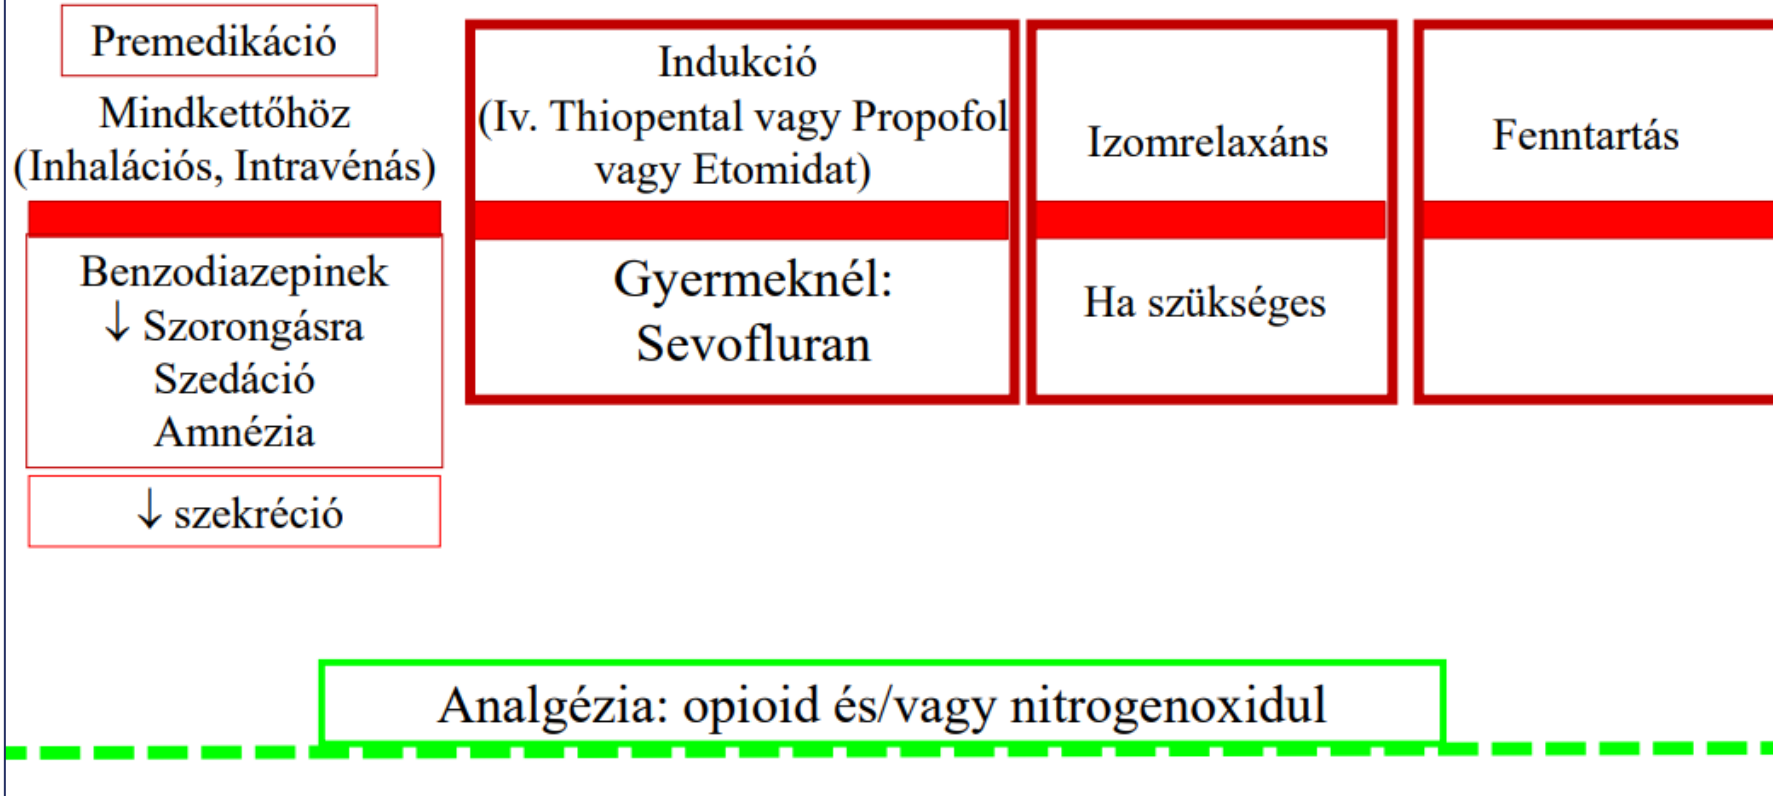 Premedikáció
Mindkettőhöz
(Inhalációs, Intravénás)
Benzodiazepinek
↓ Szorongásra
Szedáció
Amnézia
↓ szekréció
Indukció
(Iv. Thiopental vagy Propofol
vagy Etomidat)
Gyermeknél:
Sevofluran
Izomrelaxáns
Ha szükséges
Fenntartás
Analgézia: opioid és/vagy nitrogenoxidul